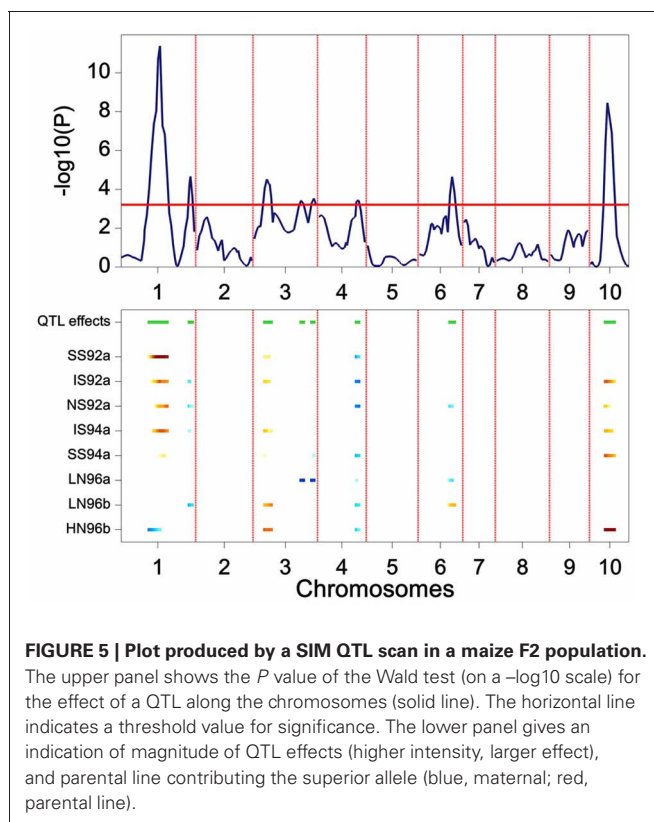 10
8
6
4
2
0
-log10(P)
1 2 3 4 5 6 7 8 9 10
QTL effects
SS92a
IS92a
NS92a
IS94a
SS94a
LN96a
LN96b
HN96b
1 2 3 4 5 6 7 8 9 10
Chromosomes
FIGURE 5 | Plot produced by a SIM QTL scan in a maize F2 population.
The upper panel shows the P value of the Wald test (on a –log10 scale) for
the effect of a QTL along the chromosomes (solid line). The horizontal line
indicates a threshold value for significance. The lower panel gives an
indication of magnitude of QTL effects (higher intensity, larger effect),
and parental line contributing the superior allele (blue, maternal; red,
parental line).